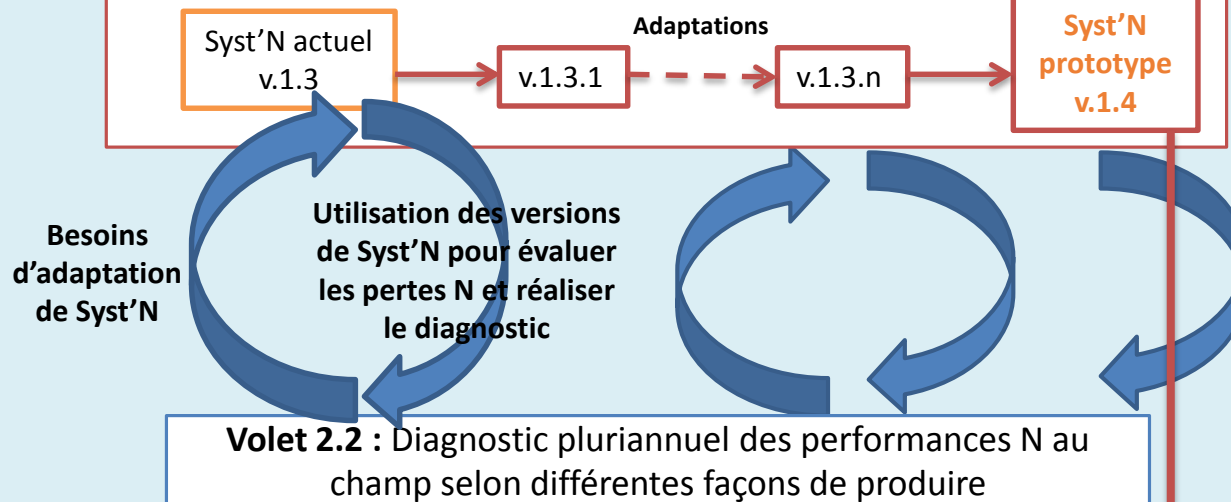 Adaptations
Syst’N actuel
v.1.3
v.1.3.1
v.1.3.n
Syst’N
prototype
v.1.4
Besoins
d’adaptation
de Syst’N
Utilisation des versions
de Syst’N pour évaluer
les pertes N et réaliser
le diagnostic
Volet 2.2 : Diagnostic pluriannuel des performances N au
champ selon différentes façons de produire